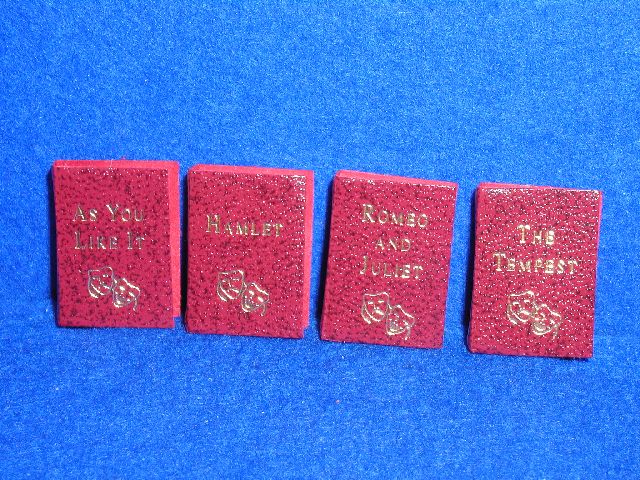 As You
Like It
Hamlet
Romeo
and
Juliet
The
Tempest